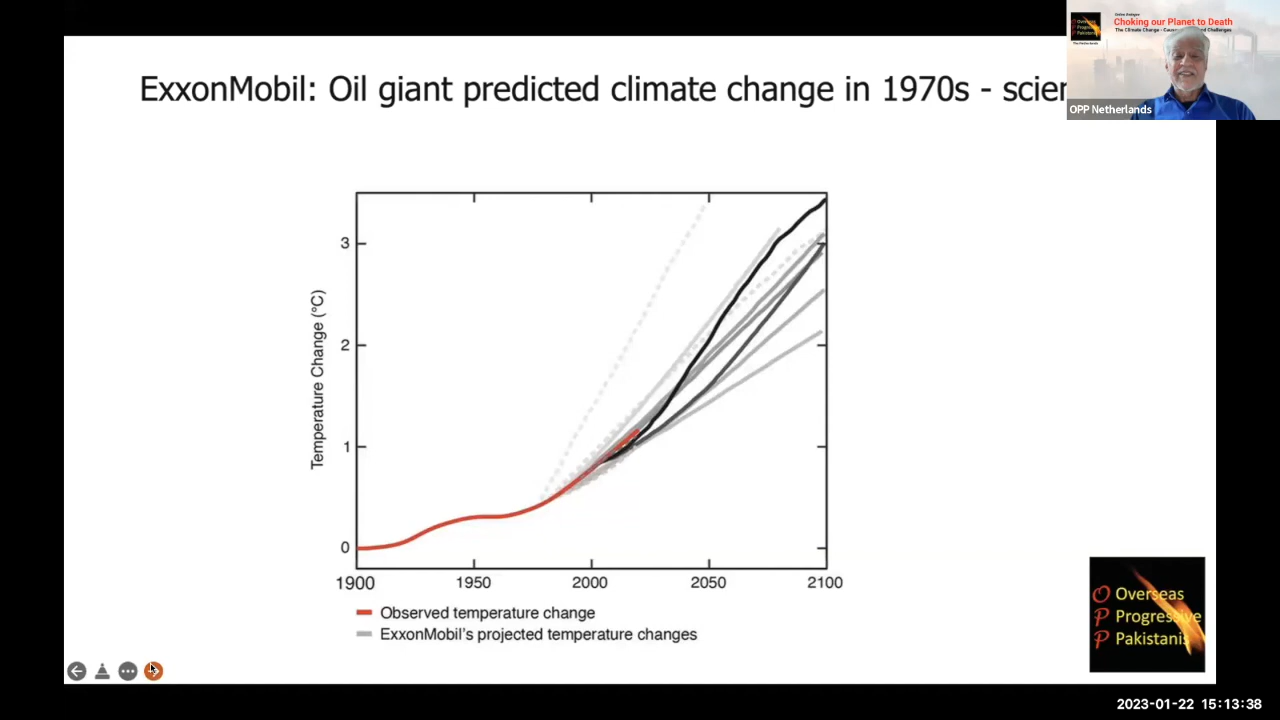 ExxonMobil: Oil giant predicted climate change in 1970s - scien
Choking our Planet to Death
OPP Netherlands
Temperature Change (°C)
3
2
1
0
1900
1950
2000
2050
2100
Observed temperature change
ExxonMobil's projected temperature changes
Overseas
Progressive
Pakistanis
2023-01-22 15:13:38